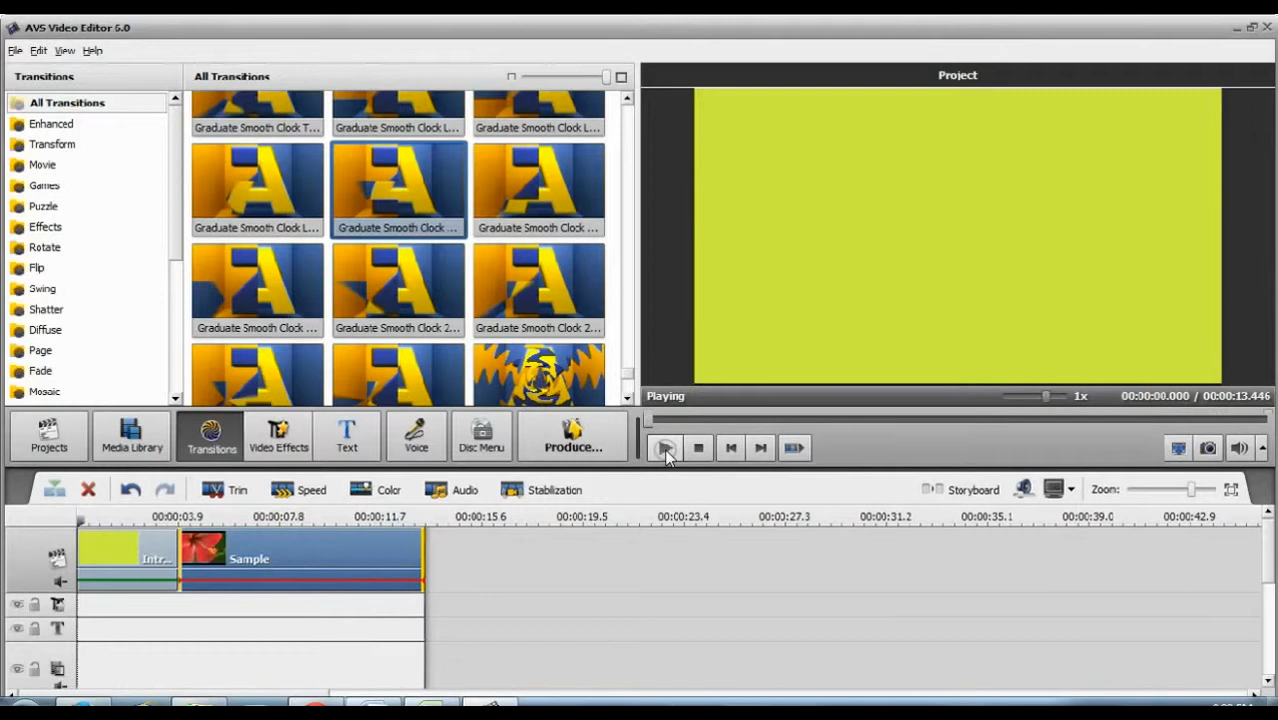 AVS Video Editor 6.0
File Edit View Help
Transitions
All Transitions
Project
All Transitions
Enhanced
Transform
Movie
Games
Puzzle
Effects
Rotate
Flip
Swing
Shatter
Diffuse
Page
Fade
Mosaic
Graduate Smooth Clock T... Graduate Smooth Clock L... Graduate Smooth Clock L...
Graduate Smooth Clock L... Graduate Smooth Clock ... Graduate Smooth Clock ...
Graduate Smooth Clock ... Graduate Smooth Clock 2... Graduate Smooth Clock 2...
Playing 1x 00:00:00.000 / 00:00:13.446
Projects Media Library Transitions Video Effects Text Voice Disc Menu Produce...
Trim Speed Color Audio Stablization Storyboard Zoom:
00:00:03.9 00:00:07.8 00:00:11.7 00:00:15.6 00:00:19.5 00:00:23.4 00:00:27.3 00:00:31.2 00:00:35.1 00:00:39.0 00:00:42.9
Intr... Sample